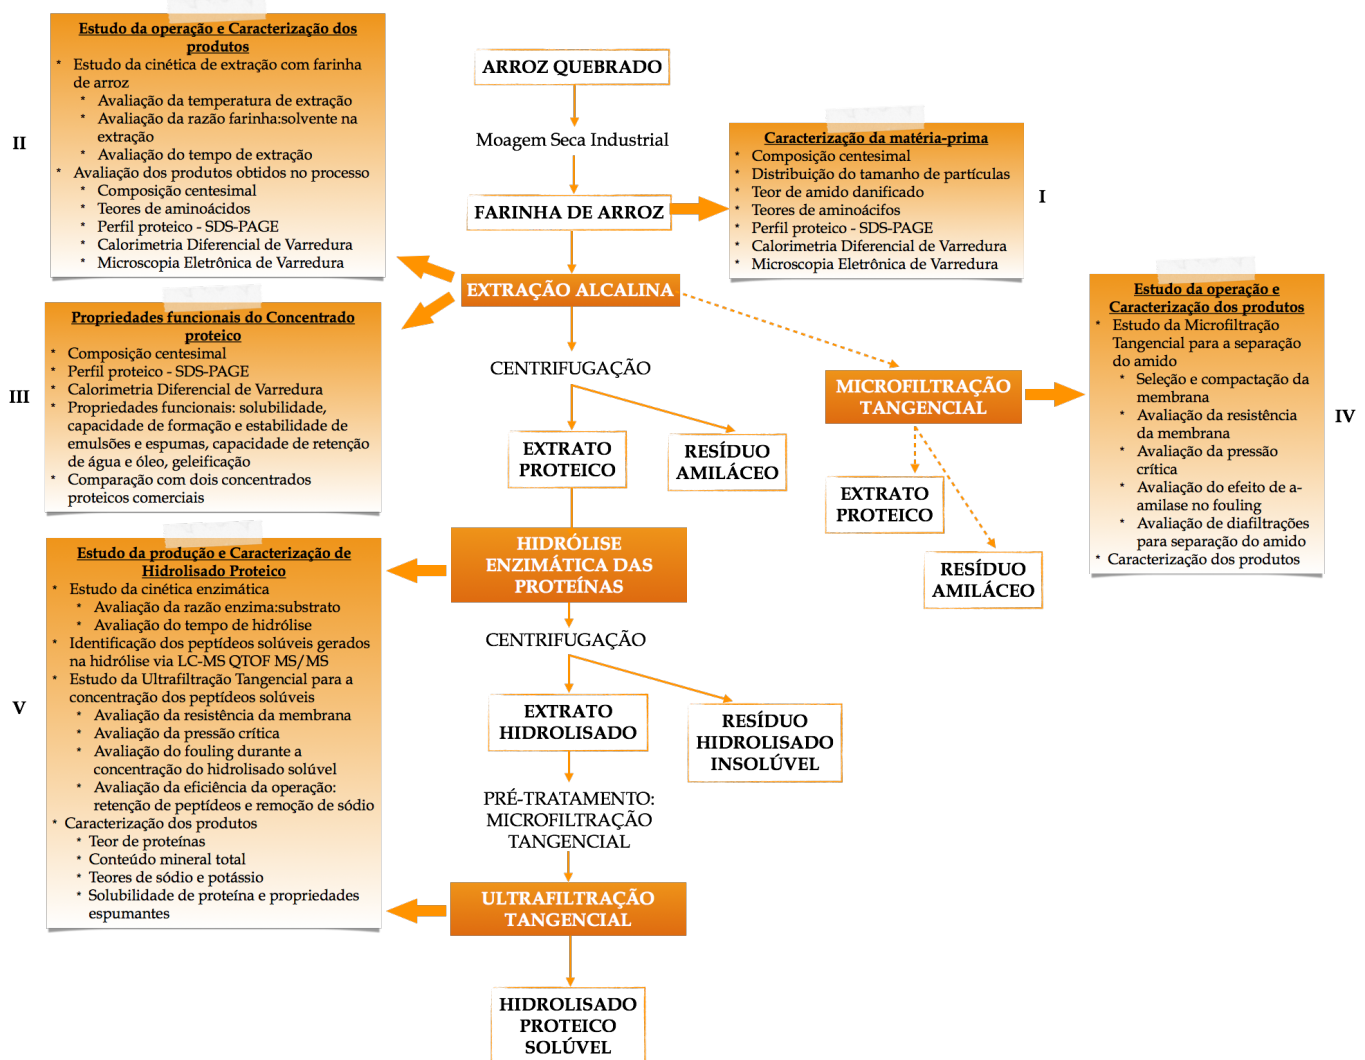 II
Estudo da operação e Caracterização dos
produtos
* Estudo da cinética de extração com farinha
de arroz
* Avaliação da temperatura de extração
* Avaliação da razão farinha:solvente na
extração
* Avaliação do tempo de extração
* Avaliação dos produtos obtidos no processo
* Composição centesimal
* Teores de aminoácidos
* Perfil proteico - SDS-PAGE
* Calorimetria Diferencial de Varredura
* Microscopia Eletrônica de Varredura
ARROZ QUEBRADO
Moagem Seca Industrial
FARINHA DE ARROZ
Caracterização da matéria-prima
* Composição centesimal
* Distribuição do tamanho de partículas
* Teor de amido danificado
* Teores de aminoácifos
* Perfil proteico - SDS-PAGE
* Calorimetria Diferencial de Varredura
* Microscopia Eletrônica de Varredura
I
EXTRAÇÃO ALCALINA
III
Propriedades funcionais do Concentrado
proteico
* Composição centesimal
* Perfil proteico - SDS-PAGE
* Calorimetria Diferencial de Varredura
* Propriedades funcionais: solubilidade,
capacidade de formação e estabilidade de
emulsões e espumas, capacidade de retenção
de água e óleo, geleificação
* Comparação com dois concentrados
proteicos comerciais
CENTRIFUGAÇÃO
EXTRATO
PROTEICO
RESÍDUO
AMILÁCEO
MICROFILTRAÇÃO
TANGENCIAL
EXTRATO
PROTEICO
RESÍDUO
AMILÁCEO
Estudo da operação e
Caracterização dos produtos
* Estudo da Microfiltração
Tangencial para a separação
do amido
* Seleção e compactação da
membrana
* Avaliação da resistência
da membrana
* Avaliação da pressão
crítica
* Avaliação do efeito de a-
amilase no fouling
* Avaliação de diafiltrações
para separação do amido
* Caracterização dos produtos
IV
HIDRÓLISE
ENZIMÁTICA DAS
PROTEÍNAS
V
Estudo da produção e Caracterização de
Hidrolisado Proteico
* Estudo da cinética enzimática
* Avaliação da razão enzima:substrato
* Avaliação do tempo de hidrólise
* Identificação dos peptídeos solúveis gerados
na hidrólise via LC-MS QTOF MS/MS
* Estudo da Ultrafiltração Tangencial para a
concentração dos peptídeos solúveis
* Avaliação da resistência da membrana
* Avaliação da pressão crítica
* Avaliação do fouling durante a
concentração do hidrolisado solúvel
* Avaliação da eficiência da operação:
retenção de peptídeos e remoção de sódio
* Caracterização dos produtos
* Teor de proteínas
* Conteúdo mineral total
* Teores de sódio e potássio
* Solubilidade de proteína e propriedades
espumantes
CENTRIFUGAÇÃO
EXTRATO
HIDROLISADO
RESÍDUO
HIDROLISADO
INSOLÚVEL
PRÉ-TRATAMENTO:
MICROFILTRAÇÃO
TANGENCIAL
ULTRAFILTRAÇÃO
TANGENCIAL
HIDROLISADO
PROTEICO
SOLÚVEL